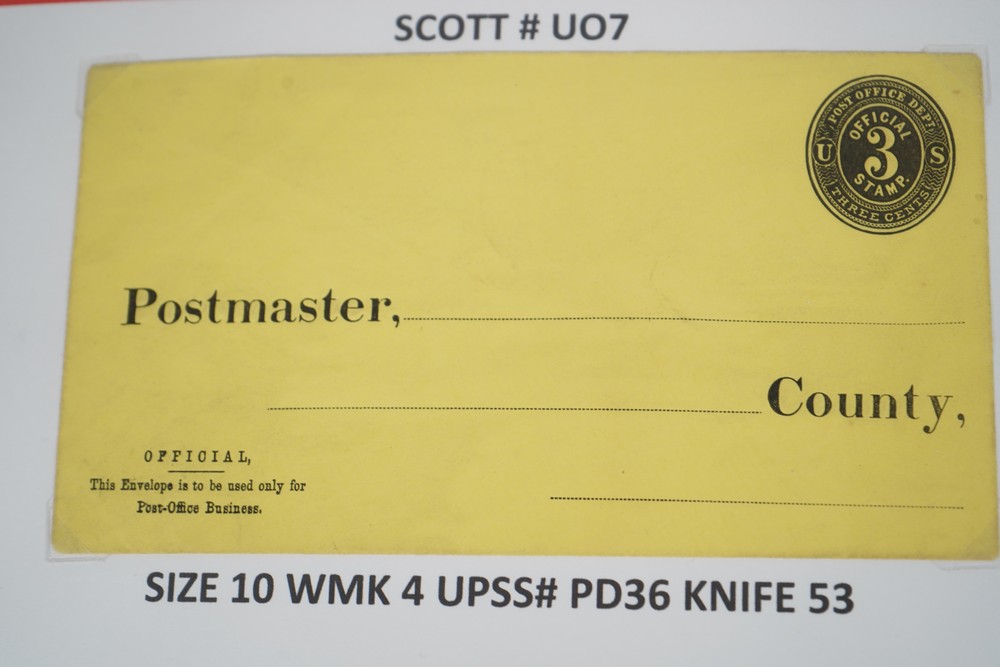 SCOTT # UO7
POST OFFICE DEPT
OFFICIAL
U 3 S
STAMP.
THREE CENTS
Postmaster,
County,
OFFICIAL,
This Envelope is to be used only for
Post-Office Business.
SIZE 10 WMK 4 UPSS# PD36 KNIFE 53